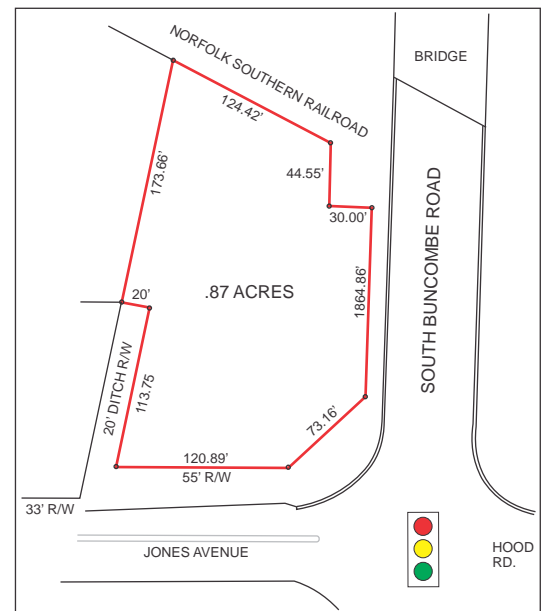 NORFOLK SOUTHERN RAILROAD
BRIDGE
124.42'
173.66'
44.55'
30.00'
20'
.87 ACRES
1864.86'
SOUTH BUNCOMBE ROAD
20' DITCH R/W
113.75
73.16'
120.89'
55' R/W
33' R/W
JONES AVENUE
HOOD
RD.